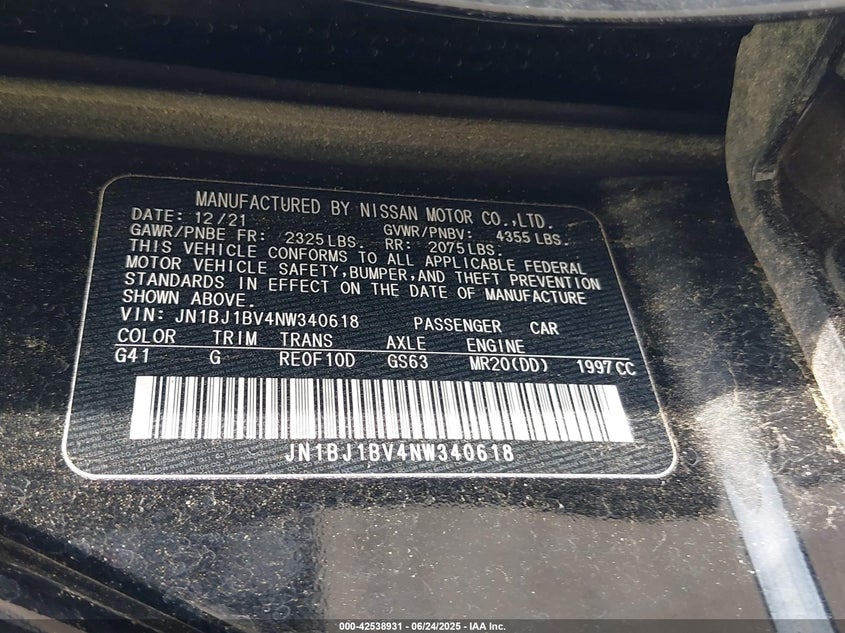 MANUFACTURED BY NISSAN MOTOR CO.,LTD.
DATE: 12/21 GVWR/PNBV: 4355 LBS.
GAWR/PNBE FR: 2325 LBS. RR: 2075 LBS.
THIS VEHICLE CONFORMS TO ALL APPLICABLE FEDERAL
MOTOR VEHICLE SAFETY, BUMPER, AND THEFT PREVENTION
STANDARDS IN EFFECT ON THE DATE OF MANUFACTURE
SHOWN ABOVE.
VIN: JN1BJ1BV4NW340618 PASSENGER CAR
COLOR TRIM TRANS AXLE ENGINE
G41 G RE0F10D GS63 MR20(DD) 1997CC
JN1BJ1BV4NW340618
000-42538931 - 06/24/2025 - IAA Inc.